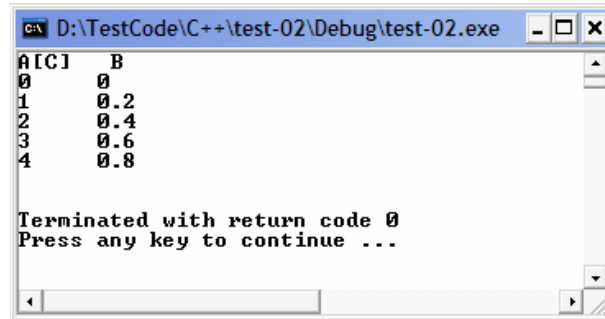 D:\TestCode\C++\test-02\Debug\test-02.exe
A[C] B
0 0
1 0.2
2 0.4
3 0.6
4 0.8
Terminated with return code 0
Press any key to continue ...